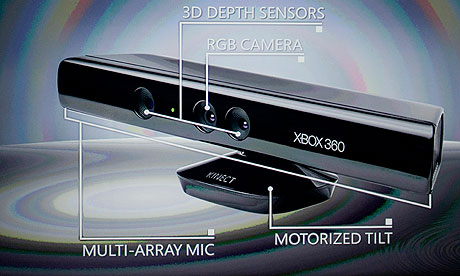 3D DEPTH SENSORS
RGB CAMERA
XBOX 360
KINECT
MULTI-ARRAY MIC
MOTORIZED TILT